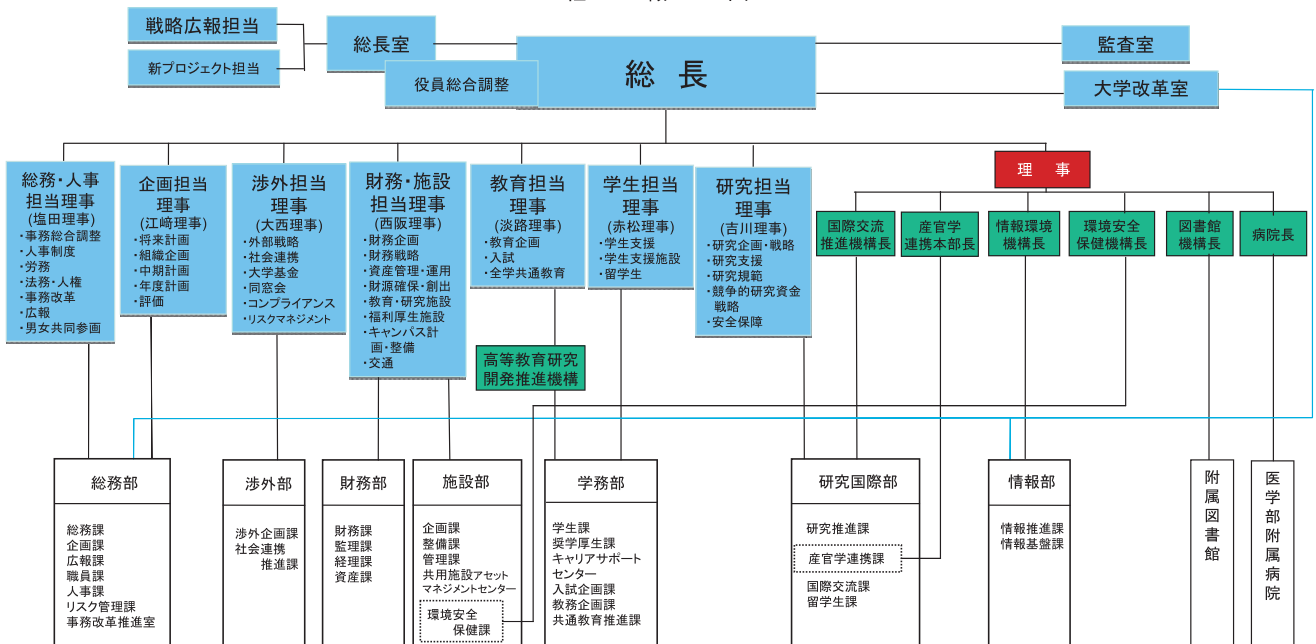 戦略広報担当
新プロジェクト担当
総長室
役員総合調整
総 長
監査室
大学改革室
総務・人事
担当理事
(塩田理事)
・事務総合調整
・人事制度
・労務
・法務・人権
・事務改革
・広報
・男女共同参画
企画担当
理事
(江﨑理事)
・将来計画
・組織企画
・中期計画
・年度計画
・評価
渉外担当
理事
(大西理事)
・外部戦略
・社会連携
・大学基金
・同窓会
・コンプライアンス
・リスクマネジメント
財務・施設
担当理事
(西阪理事)
・財務企画
・財務戦略
・資産管理・運用
・財源確保・創出
・教育・研究施設
・福利厚生施設
・キャンパス計
画・整備
・交通
教育担当
理事
(淡路理事)
・教育企画
・入試
・全学共通教育
学生担当
理事
(赤松理事)
・学生支援
・学生支援施設
・留学生
研究担当
理事
(吉川理事)
・研究企画・戦略
・研究支援
・研究規範
・競争的研究資金
戦略
・安全保障
理 事
国際交流
推進機構長
産官学
連携本部長
情報環境
機構長
環境安全
保健機構長
図書館
機構長
病院長
高等教育研究
開発推進機構
総務部
総務課
企画課
広報課
職員課
人事課
リスク管理課
事務改革推進室
渉外部
渉外企画課
社会連携
推進課
財務部
財務課
監理課
経理課
資産課
施設部
企画課
整備課
管理課
共用施設アセット
マネジメントセンター
環境安全
保健課
学務部
学生課
奨学厚生課
キャリアサポート
センター
入試企画課
教務企画課
共通教育推進課
研究国際部
研究推進課
産官学連携課
国際交流課
留学生課
情報部
情報推進課
情報基盤課
附属図書館
医学部附属病院